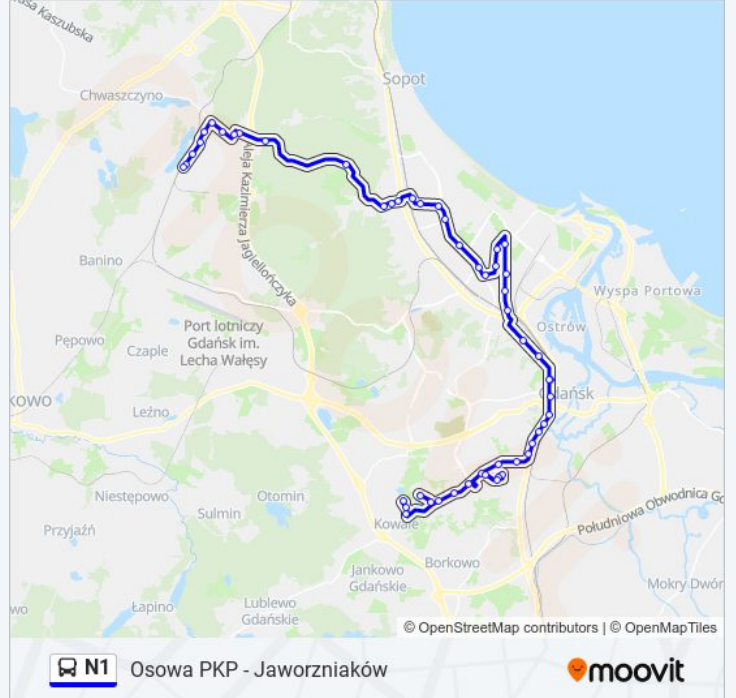 usa Kaszubska
Chwaszczyno
Sopot
Aleja Kazimierza Jagiellończyka
Banino
Wyspa Portowa
Pępowo
Czaple
Port lotniczy
Gdańsk im.
Lecha Wałęsy
Ostrów
KOWO
Leźno
Gdańsk
Niestępowo
Otomin
Sulmin
Przyjaźń
Kowale
Południowa Obwodnica Gd
Borkowo
Jankowo
Gdańskie
Mokry Dwór
wo
Łapino
Lublewo
Gdańskie
© OpenStreetMap contributors | © OpenMapTiles
N1 Osowa PKP - Jaworzniaków
moovit